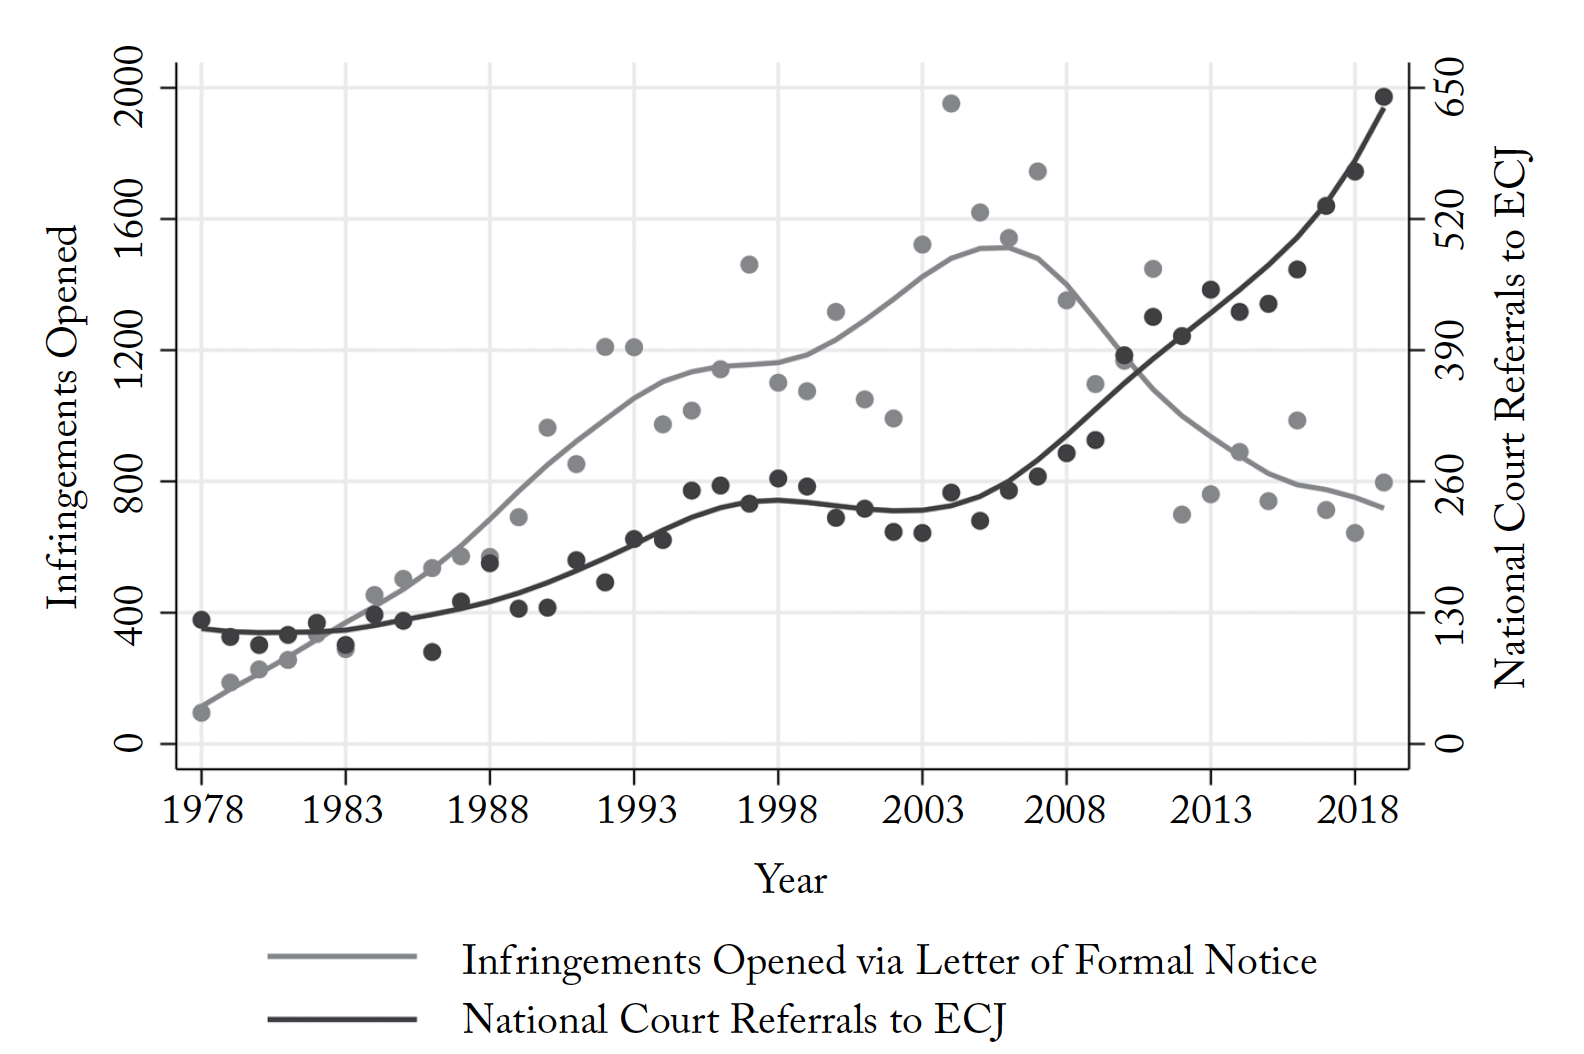 Infringements Opened
2000
1600
1200
800
400
0
650
520
390
260
130
0
National Court Referrals to ECJ
1978 1983 1988 1993 1998 2003 2008 2013 2018
Year
Infringements Opened via Letter of Formal Notice
National Court Referrals to ECJ